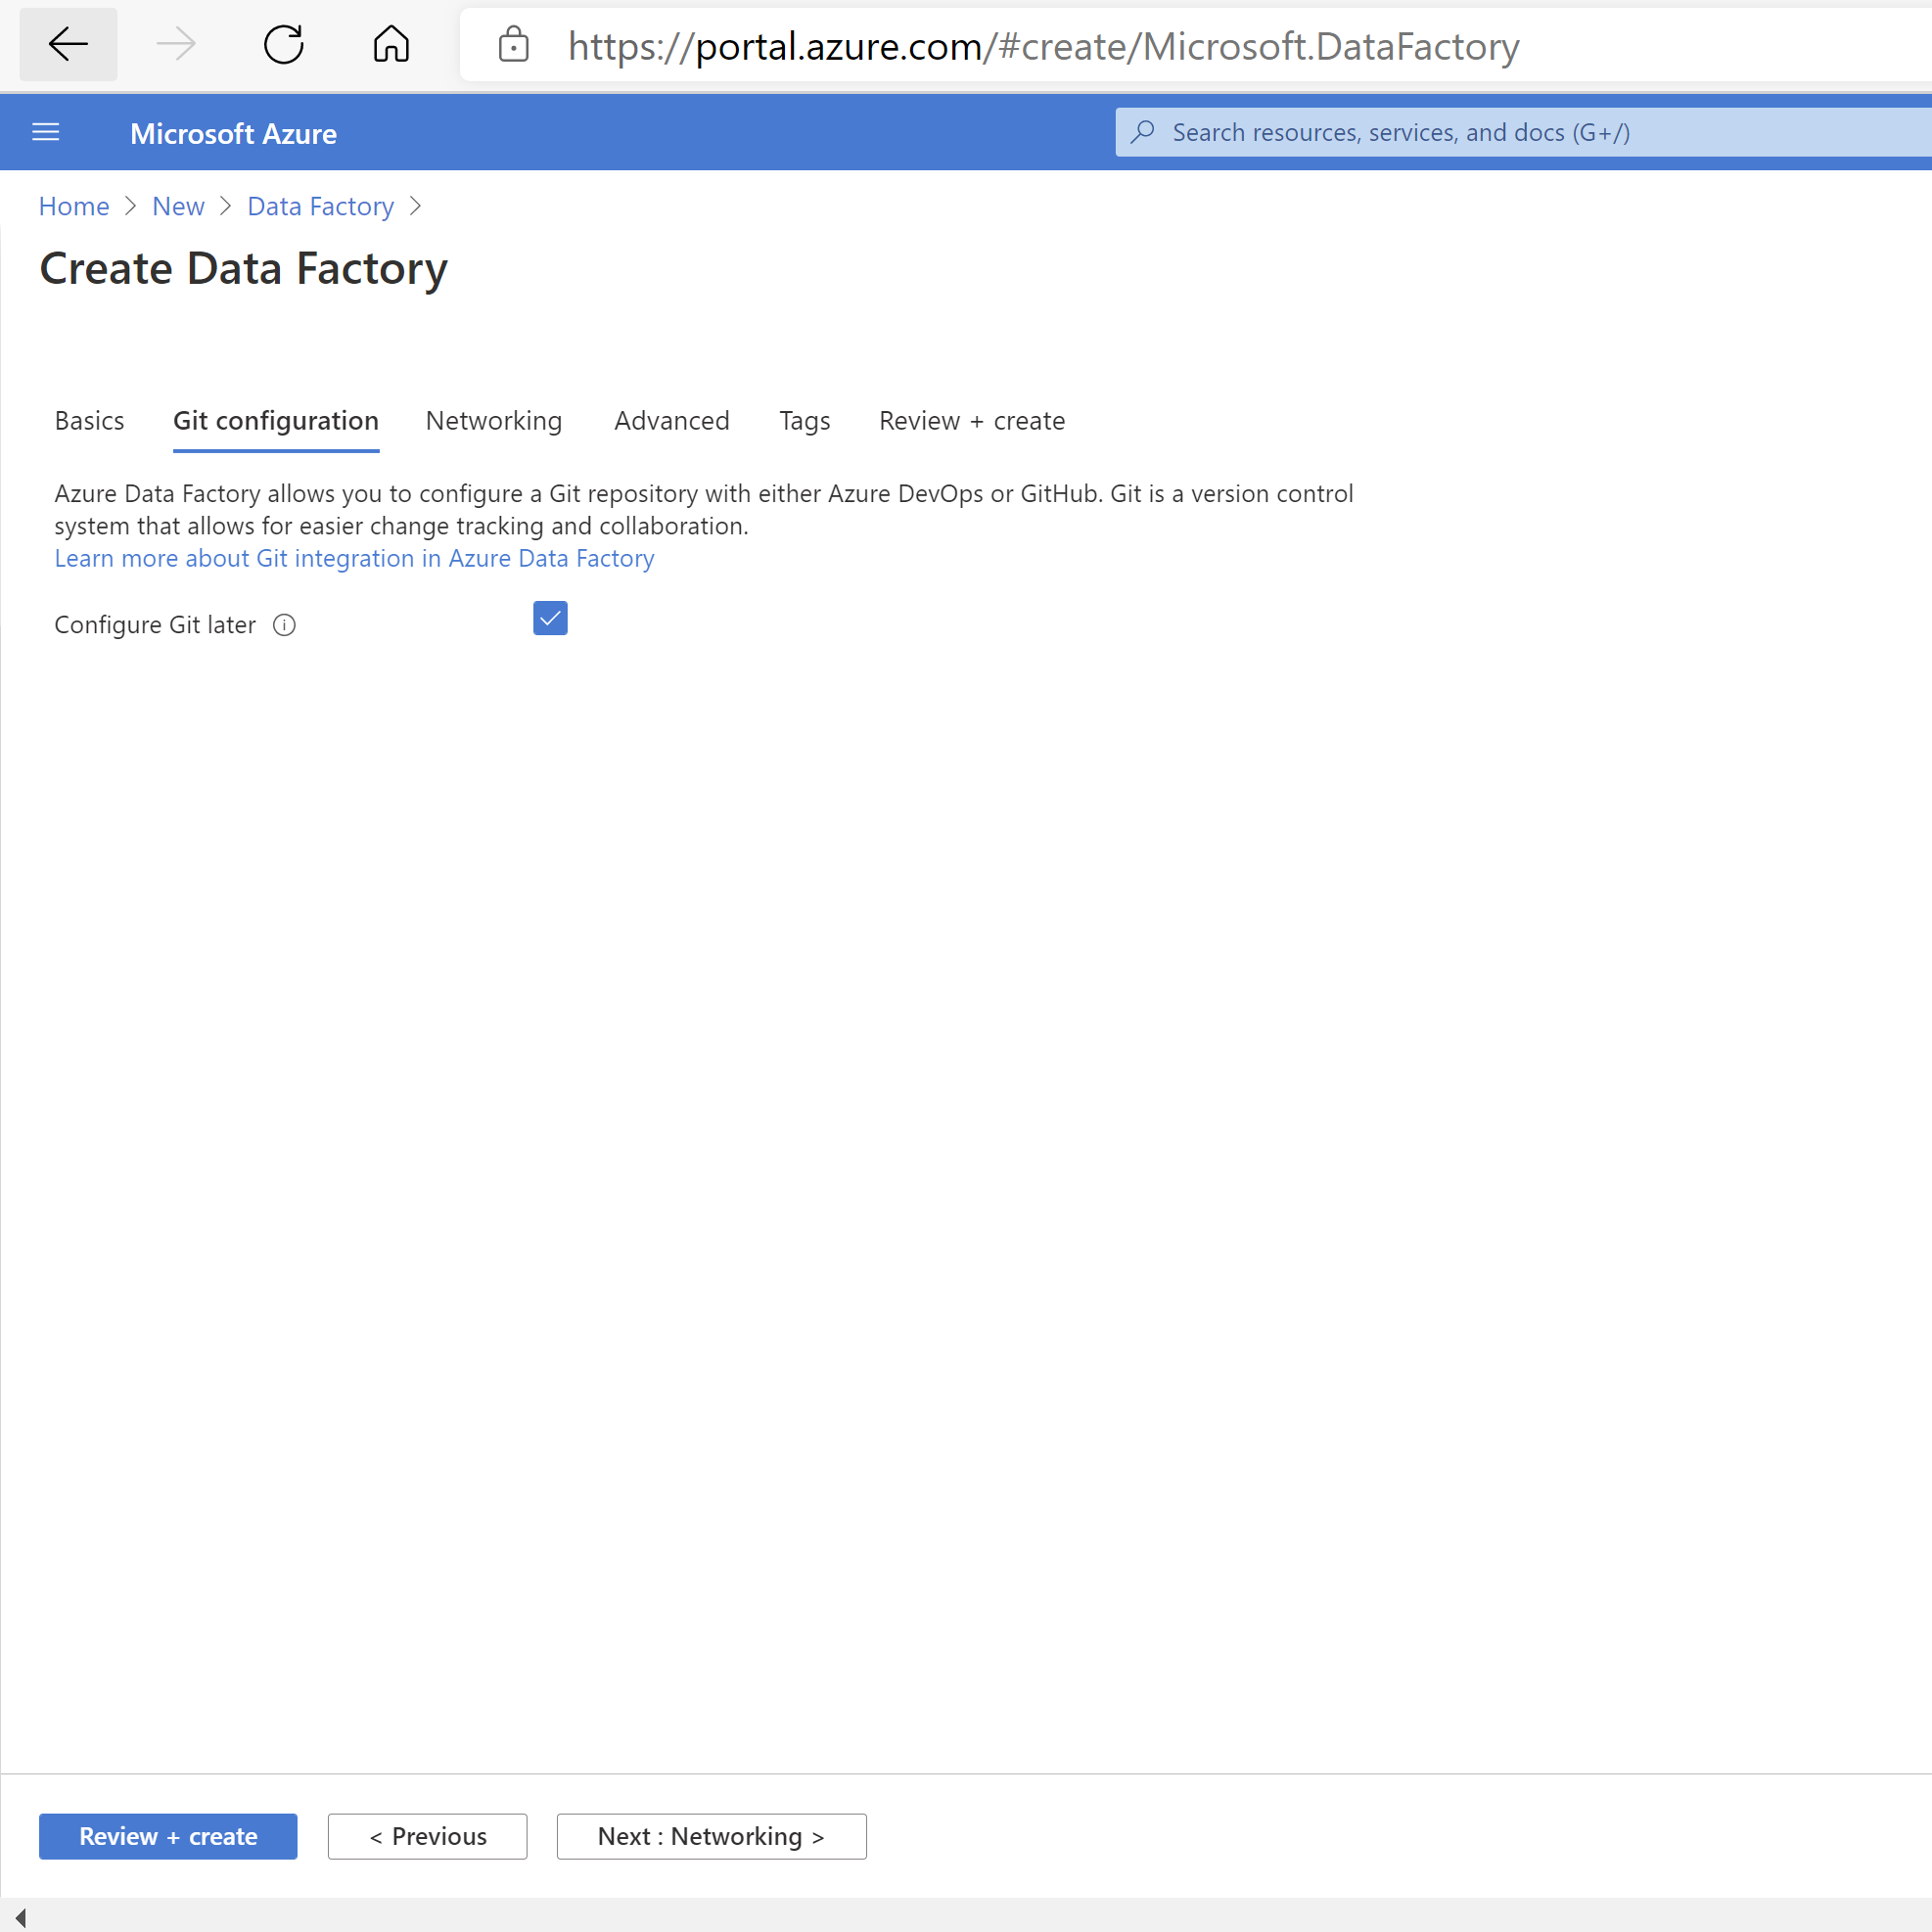 https://portal.azure.com/#create/Microsoft.DataFactory
Microsoft Azure
Search resources, services, and docs (G+/)
Home > New > Data Factory >
Create Data Factory
Basics Git configuration Networking Advanced Tags Review + create
Azure Data Factory allows you to configure a Git repository with either Azure DevOps or GitHub. Git is a version control
system that allows for easier change tracking and collaboration.
Learn more about Git integration in Azure Data Factory
Configure Git later
Review + create < Previous Next : Networking >